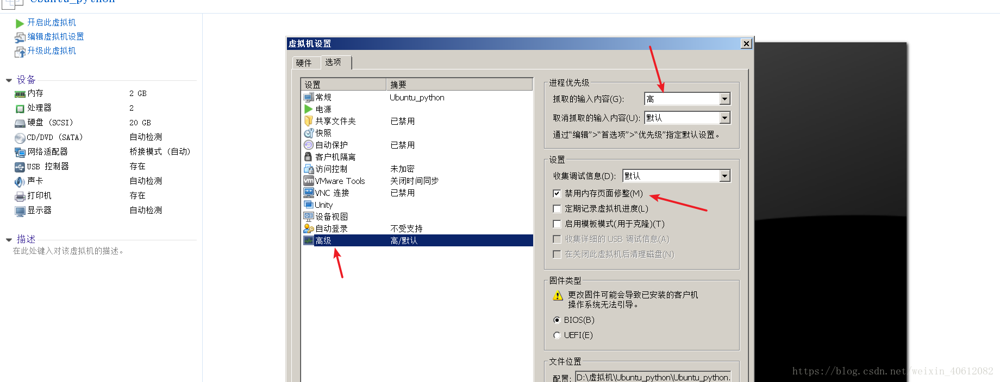 Ubuntu_python
开启此虚拟机
编辑虚拟机设置
升级此虚拟机
设备
内存 2 GB
处理器 2
硬盘 (SCSI) 20 GB
CD/DVD (SATA) 自动检测
网络适配器 桥接模式 (自动)
USB 控制器 存在
声卡 自动检测
打印机 存在
显示器 自动检测
描述
在此处键入对该虚拟机的描述。
虚拟机设置
硬件 选项
设置 摘要
常规 Ubuntu_python
电源
共享文件夹 已禁用
快照
自动保护 已禁用
客户机隔离
访问控制 未加密
VMware Tools 关闭时间同步
VNC 连接 已禁用
Unity
设备视图
自动登录 不受支持
高级 高/默认
进程优先级
抓取的输入内容(G): 高
取消抓取的输入内容(U): 默认
通过“编辑”>“首选项”>“优先级”指定默认设置。
设置
收集调试信息(D): 默认
禁用内存页面修整(M)
定期记录虚拟机进度(L)
启用模板模式(用于克隆)(T)
收集详细的 USB 调试信息(A)
在关闭此虚拟机后清理磁盘(N)
固件类型
更改固件可能会导致已安装的客户机
操作系统无法引导。
BIOS(B)
UEFI(E)
文件位置
配置: D:\虚拟机\Ubuntu_python\Ubuntu_python.
https://blog.csdn.net/weixin_40612082